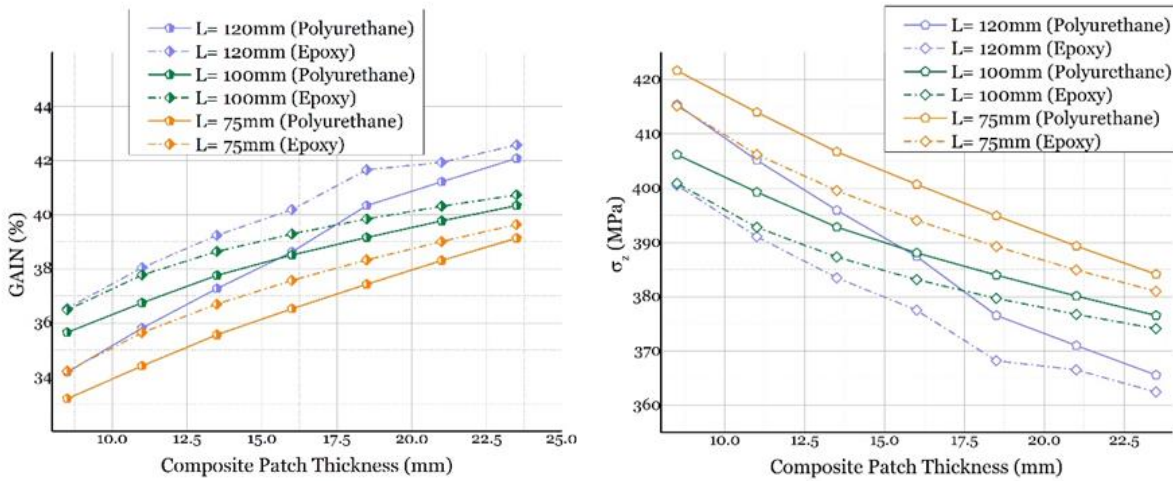 L= 120mm (Polyurethane)
L= 120mm (Epoxy)
L= 100mm (Polyurethane)
L= 100mm (Epoxy)
L= 75mm (Polyurethane)
L= 75mm (Epoxy)
GAIN (%)
44
42
40
38
36
34
10.0 12.5 15.0 17.5 20.0 22.5 25.0
Composite Patch Thickness (mm)
L= 120mm (Polyurethane)
L= 120mm (Epoxy)
L= 100mm (Polyurethane)
L= 100mm (Epoxy)
L= 75mm (Polyurethane)
L= 75mm (Epoxy)
σz (MPa)
420
410
400
390
380
370
360
10.0 12.5 15.0 17.5 20.0 22.5
Composite Patch Thickness (mm)